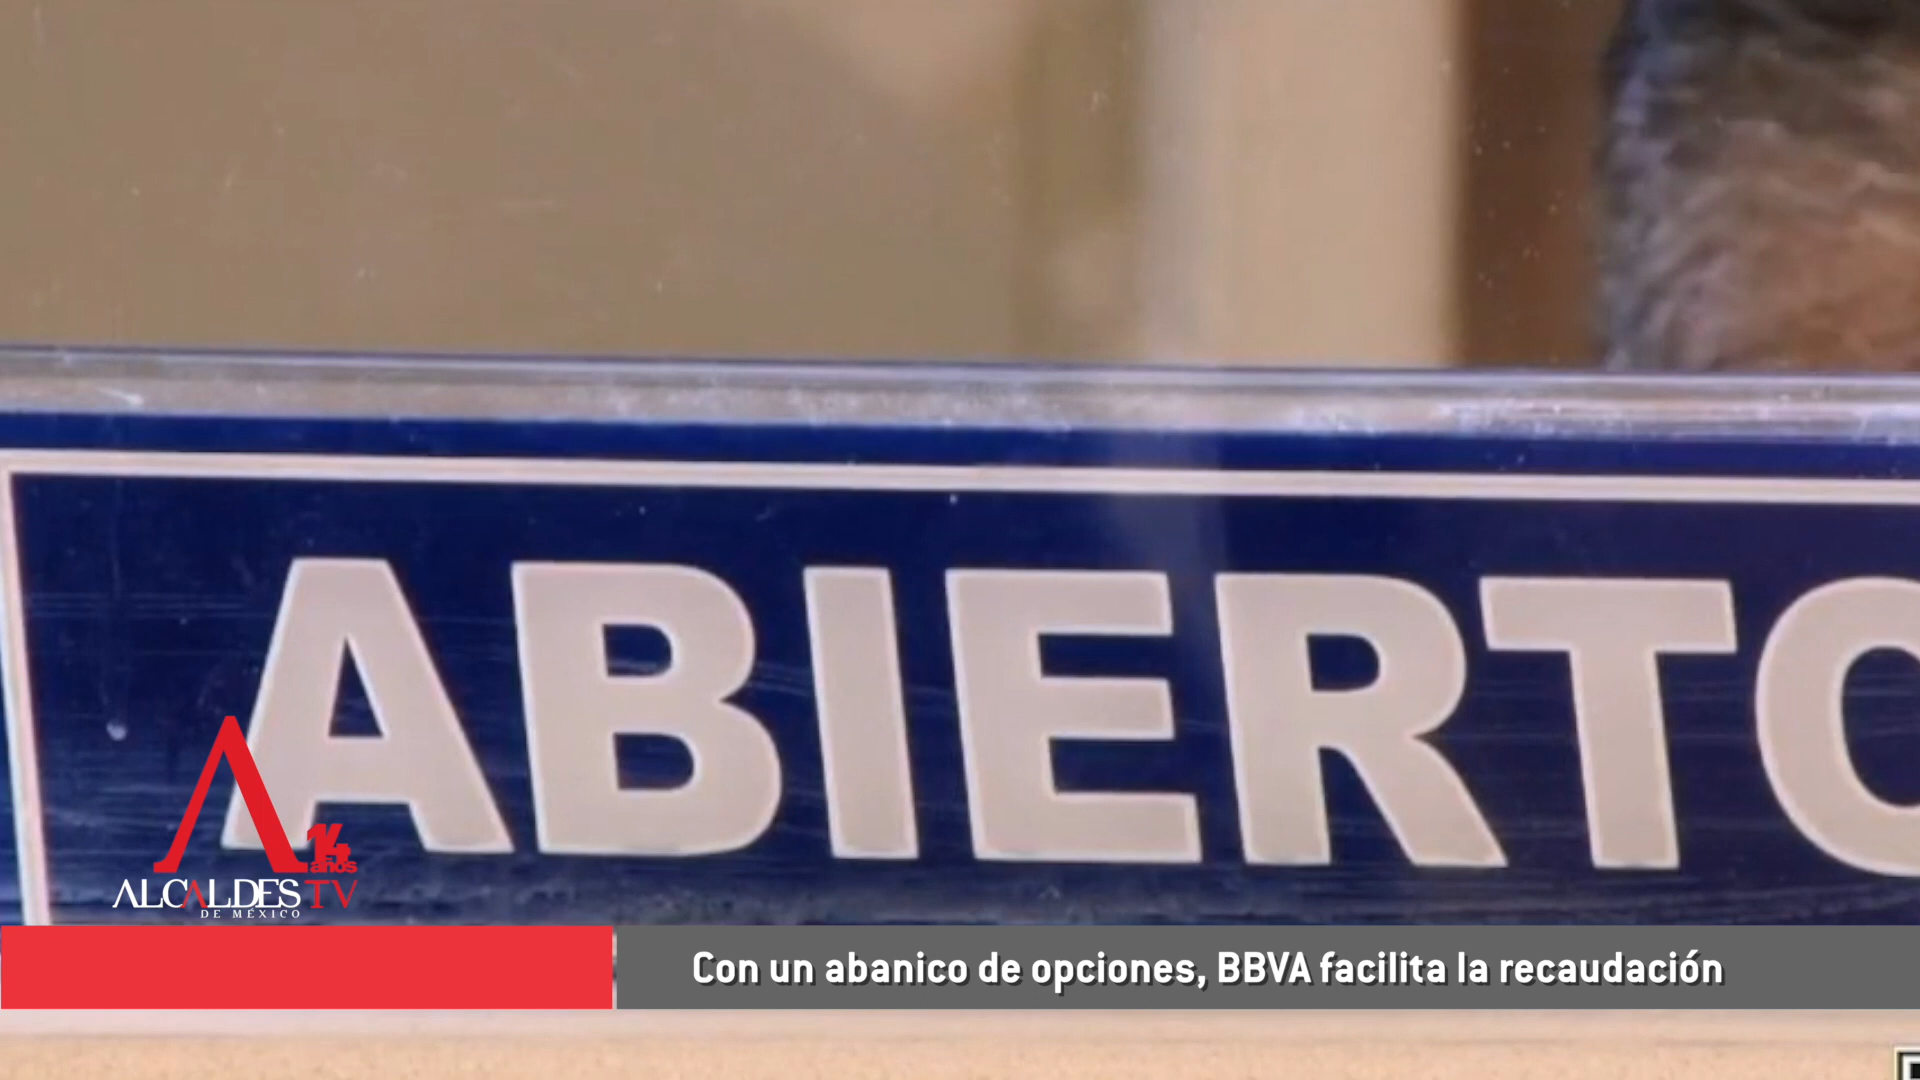 ABIERTO
14
años
ALCALDES TV
DE MÉXICO
Con un abanico de opciones, BBVA facilita la recaudación